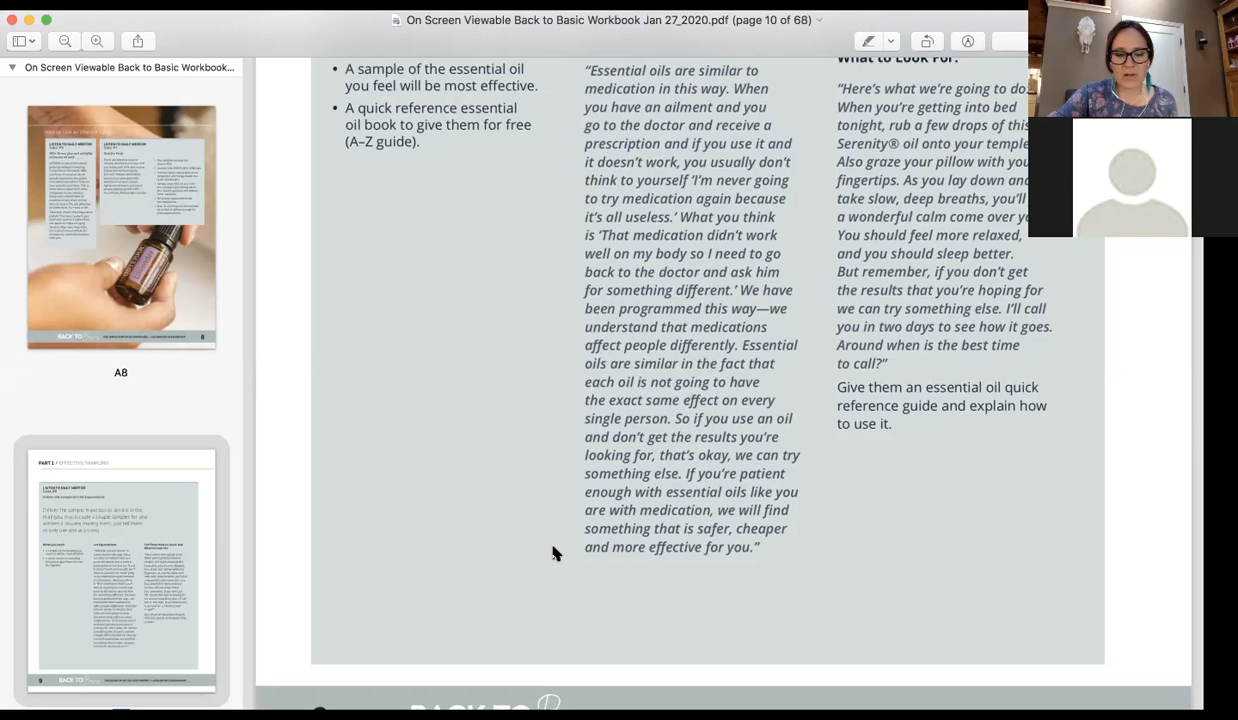 On Screen Viewable Back to Basic Workbook Jan 27_2020.pdf (page 10 of 68)
On Screen Viewable Back to Basic Workbook...
A8
PART 1 / EFFECTIVE SAMPLING
8
9
• A sample of the essential oil
you feel will be most effective.
• A quick reference essential
oil book to give them for free
(A–Z guide).
“Essential oils are similar to
medication in this way. When
you have an ailment and you
go to the doctor and receive a
prescription and if you use it and
it doesn’t work, you usually don’t
think to yourself ‘I’m never going
to try medication again because
it’s all useless.’ What you think
is ‘That medication didn’t work
well on my body so I need to go
back to the doctor and ask him
for something different.’ We have
been programmed this way—we
understand that medications
affect people differently. Essential
oils are similar in the fact that
each oil is not going to have
the exact same effect on every
single person. So if you use an oil
and don’t get the results you’re
looking for, that’s okay, we can try
something else. If you’re patient
enough with essential oils like you
are with medication, we will find
something that is safer, cheaper
and more effective for you.”
What to Look For:
“Here’s what we’re going to do.
When you’re getting into bed
tonight, rub a few drops of this
Serenity® oil onto your temple
Also graze your pillow with you
fingertips. As you lay down and
take slow, deep breaths, you’ll
a wonderful calm come over yo
You should feel more relaxed,
and you should sleep better.
But remember, if you don’t get
the results that you’re hoping for
we can try something else. I’ll call
you in two days to see how it goes.
Around when is the best time
to call?”
Give them an essential oil quick
reference guide and explain how
to use it.
BACK TO B